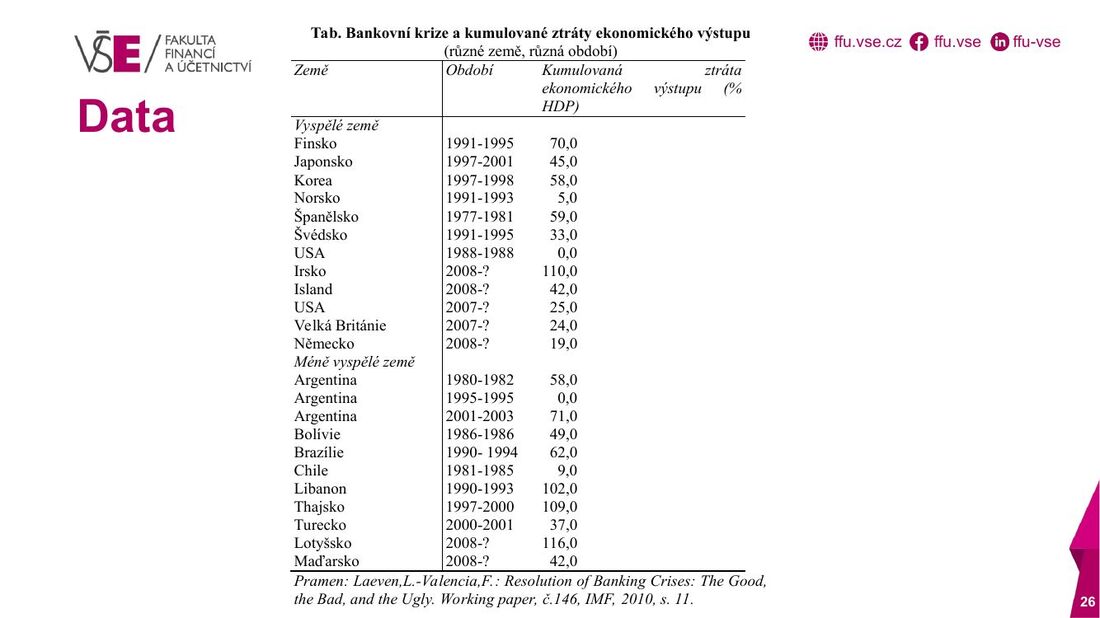 VŠE
FAKULTA
FINANCÍ
A ÚČETNICTVÍ
ffu.vse.cz ffu.vse ffu-vse
Data
Tab. Bankovní krize a kumulované ztráty ekonomického výstupu
(různé země, různá období)
Země Období Kumulovaná ztráta
ekonomického výstupu (%
HDP)
Vyspělé země
Finsko 1991-1995 70,0
Japonsko 1997-2001 45,0
Korea 1997-1998 58,0
Norsko 1991-1993 5,0
Španělsko 1977-1981 59,0
Švédsko 1991-1995 33,0
USA 1988-1988 0,0
Irsko 2008-? 110,0
Island 2008-? 42,0
USA 2007-? 25,0
Velká Británie 2007-? 24,0
Německo 2008-? 19,0
Méně vyspělé země
Argentina 1980-1982 58,0
Argentina 1995-1995 0,0
Argentina 2001-2003 71,0
Bolívie 1986-1986 49,0
Brazílie 1990- 1994 62,0
Chile 1981-1985 9,0
Libanon 1990-1993 102,0
Thajsko 1997-2000 109,0
Turecko 2000-2001 37,0
Lotyšsko 2008-? 116,0
Maďarsko 2008-? 42,0
Pramen: Laeven,L.-Valencia,F.: Resolution of Banking Crises: The Good,
the Bad, and the Ugly. Working paper, č.146, IMF, 2010, s. 11.
26